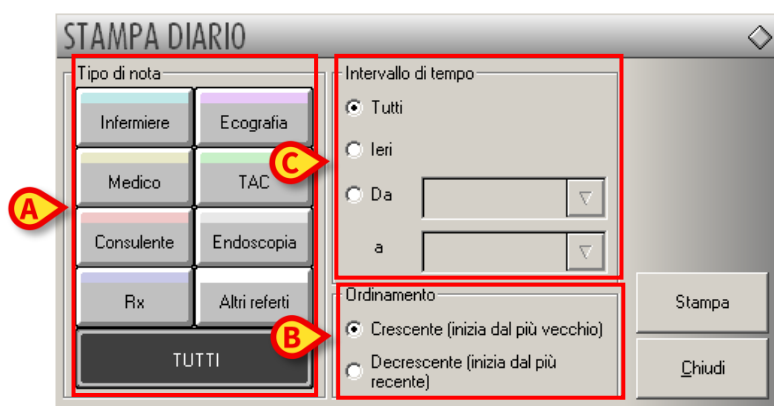 STAMPA DIARIO
Tipo di nota
Infermiere
Ecografia
Medico
TAC
Consulente
Endoscopia
Rx
Altri referti
TUTTI
A
Intervallo di tempo
Tutti
Ieri
Da
a
C
Ordinamento
Crescente (inizia dal più vecchio)
Decrescente (inizia dal più
recente)
B
Stampa
Chiudi